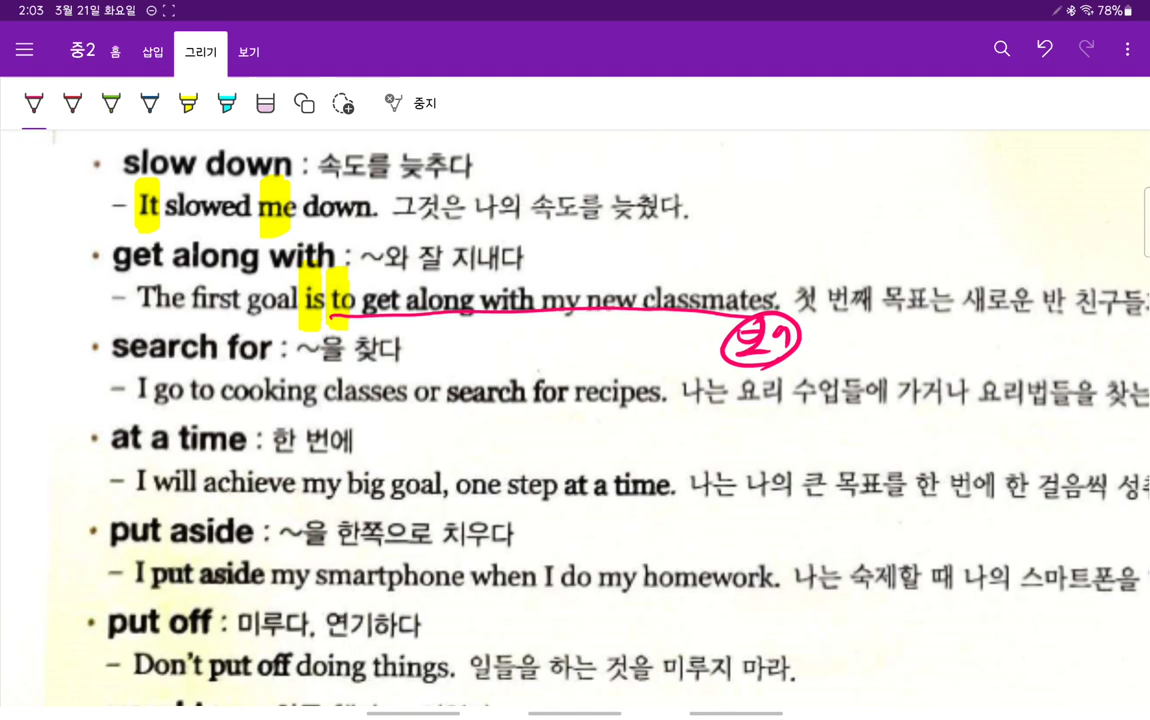 2:03 3월 21일 화요일 78%
중2 홈 삽입 그리기 보기
중지
• slow down : 속도를 늦추다
– It slowed me down. 그것은 나의 속도를 늦췄다.
• get along with : ~와 잘 지내다
– The first goal is to get along with my new classmates. 첫 번째 목표는 새로운 반 친구들
보어
• search for : ~을 찾다
– I go to cooking classes or search for recipes. 나는 요리 수업들에 가거나 요리법들을 찾는
• at a time : 한 번에
– I will achieve my big goal, one step at a time. 나는 나의 큰 목표를 한 번에 한 걸음씩 성
• put aside : ~을 한쪽으로 치우다
– I put aside my smartphone when I do my homework. 나는 숙제할 때 나의 스마트폰을
• put off : 미루다, 연기하다
– Don't put off doing things. 일들을 하는 것을 미루지 마라.